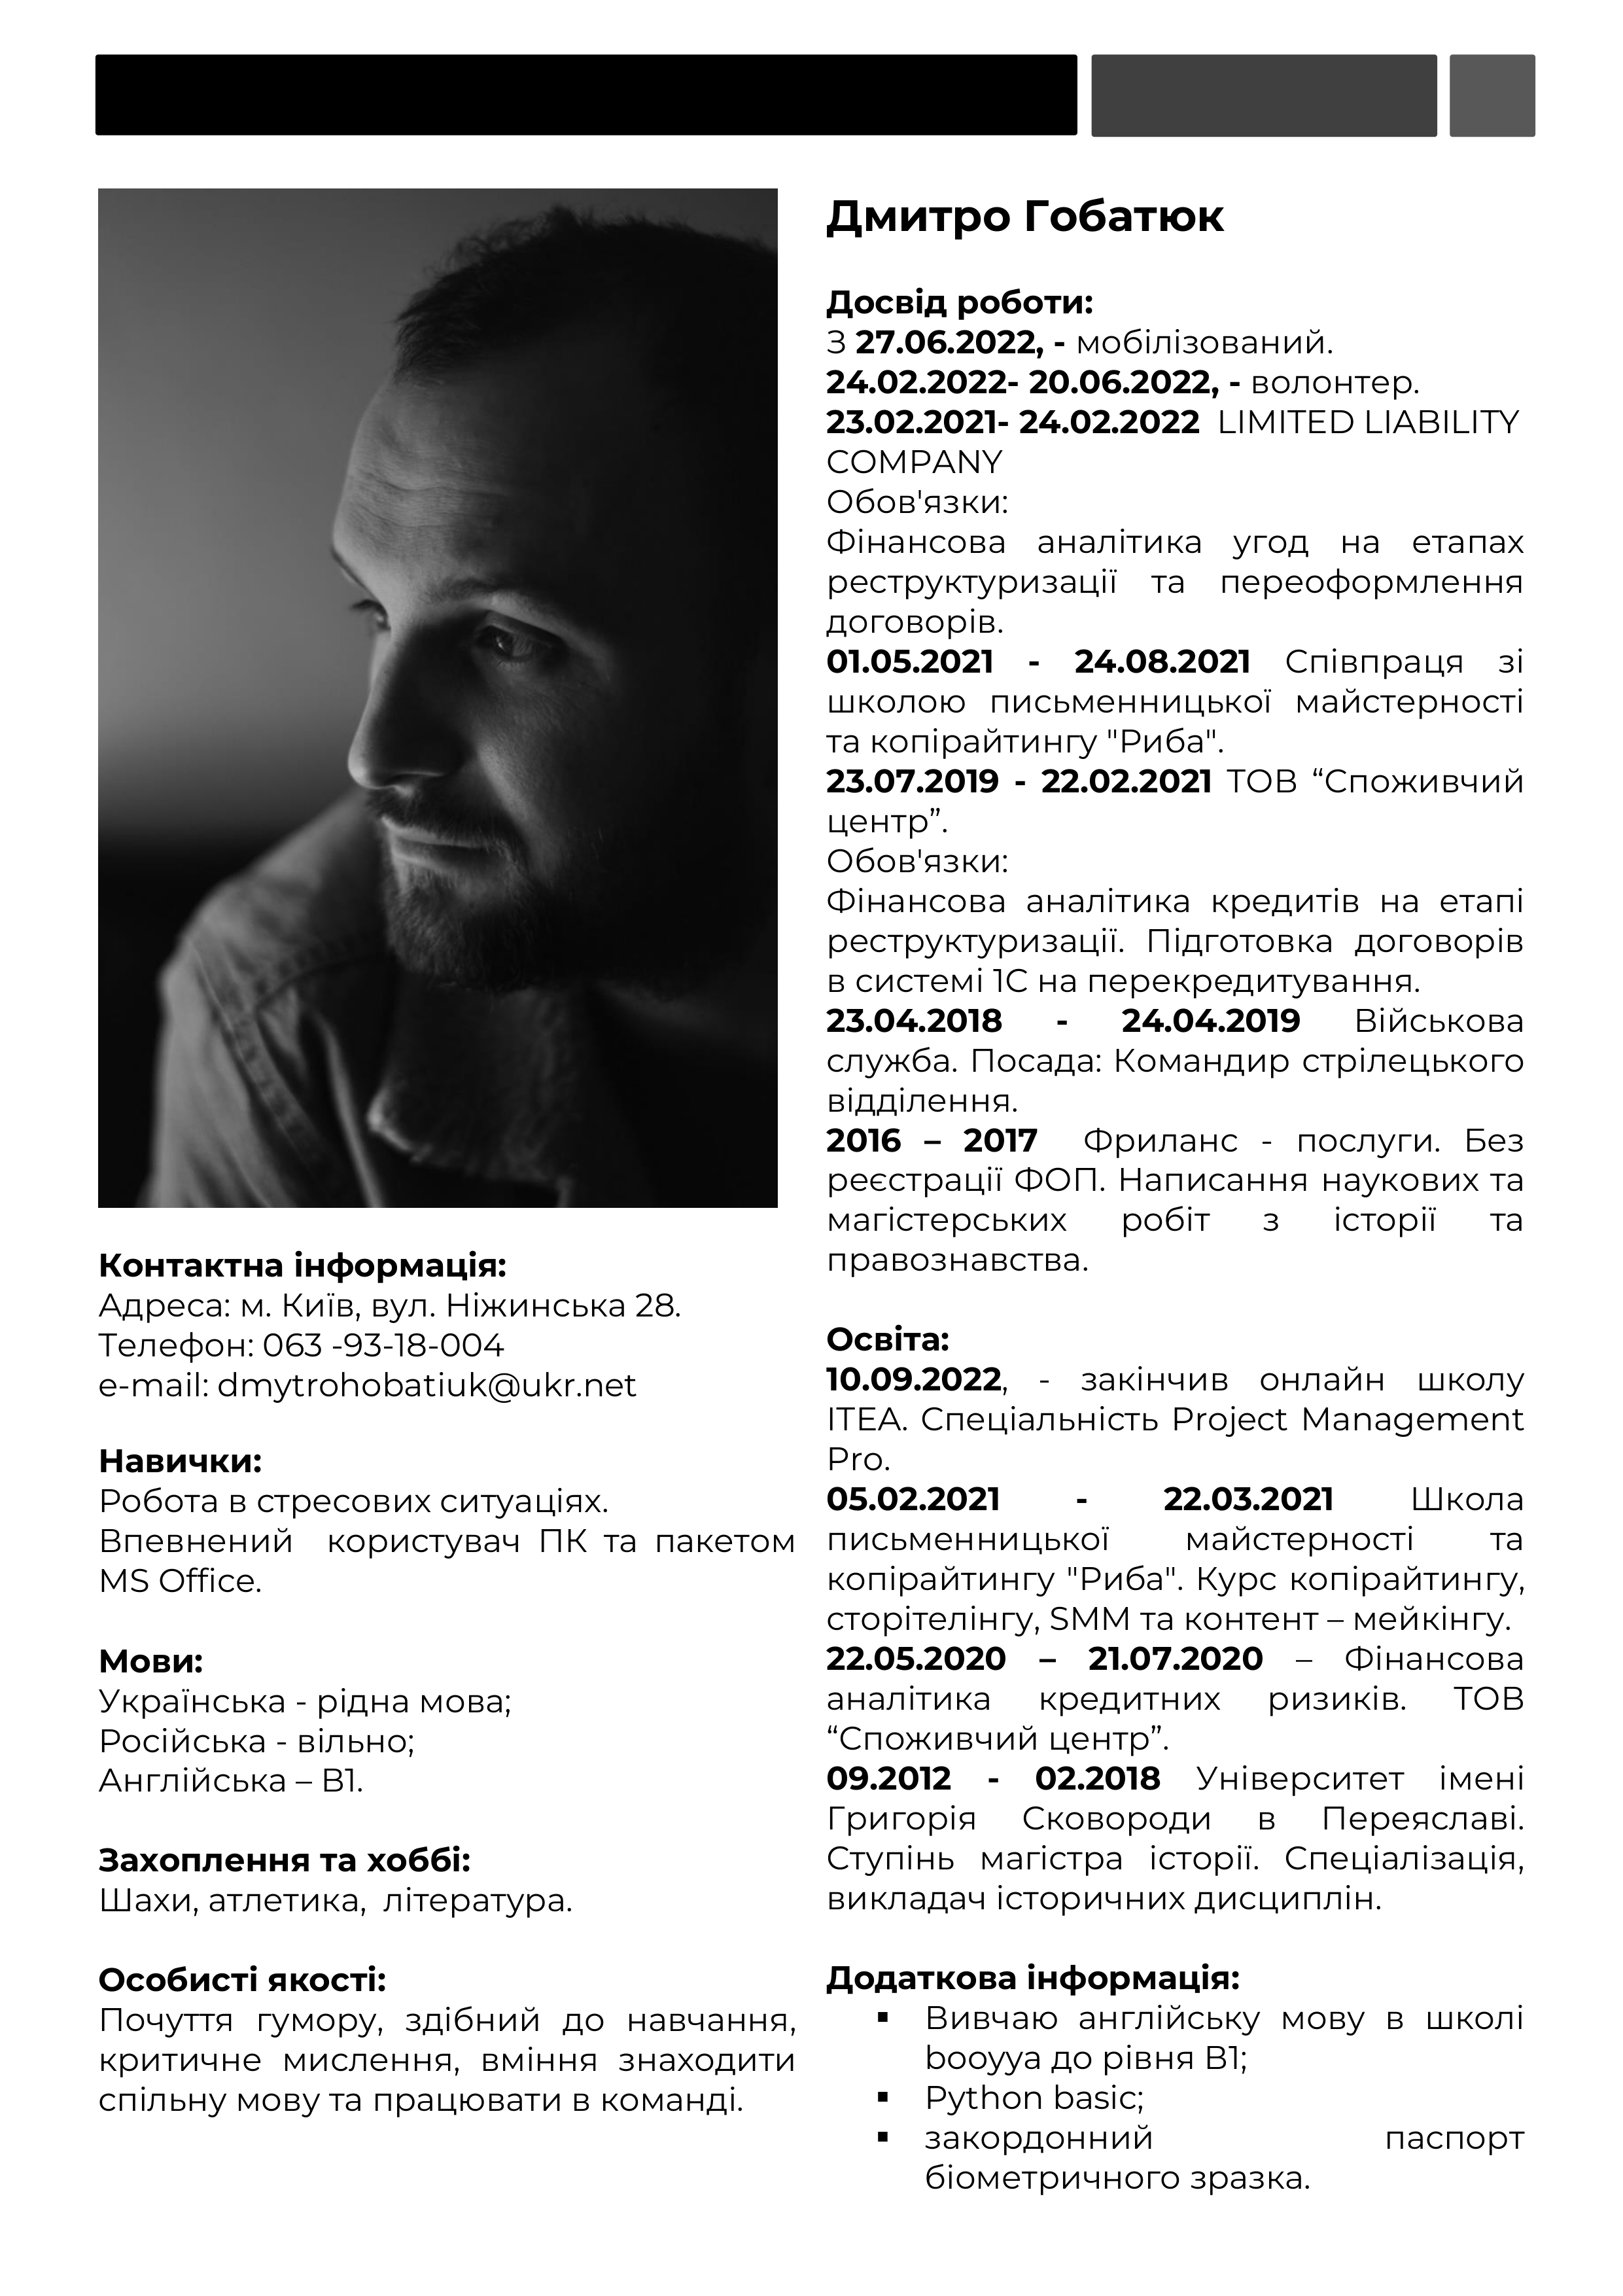 Дмитро Гобатюк
Досвід роботи:
З 27.06.2022, - мобілізований.
24.02.2022- 20.06.2022, - волонтер.
23.02.2021- 24.02.2022 LIMITED LIABILITY
COMPANY
Обов'язки:
Фінансова аналітика угод на етапах
реструктуризації та переоформлення
договорів.
01.05.2021 - 24.08.2021 Співпраця зі
школою письменницької майстерності
та копірайтингу "Риба".
23.07.2019 - 22.02.2021 ТОВ “Споживчий
центр”.
Обов'язки:
Фінансова аналітика кредитів на етапі
реструктуризації. Підготовка договорів
в системі 1С на перекредитування.
23.04.2018 - 24.04.2019 Військова
служба. Посада: Командир стрілецького
відділення.
2016 – 2017 Фриланс - послуги. Без
реєстрації ФОП. Написання наукових та
магістерських робіт з історії та
правознавства.
Освіта:
10.09.2022, - закінчив онлайн школу
ITEA. Спеціальність Project Management
Pro.
05.02.2021 - 22.03.2021 Школа
письменницької майстерності та
копірайтингу "Риба". Курс копірайтингу,
сторітелінгу, SMM та контент – мейкінгу.
22.05.2020 – 21.07.2020 – Фінансова
аналітика кредитних ризиків. ТОВ
“Споживчий центр”.
09.2012 - 02.2018 Університет імені
Григорія Сковороди в Переяславі.
Ступінь магістра історії. Спеціалізація,
викладач історичних дисциплін.
Додаткова інформація:
▪ Вивчаю англійську мову в школі
booyya до рівня B1;
▪ Python basic;
▪ закордонний паспорт
біометричного зразка.
Контактна інформація:
Адреса: м. Київ, вул. Ніжинська 28.
Телефон: 063 -93-18-004
e-mail: dmytrohobatiuk@ukr.net
Навички:
Робота в стресових ситуаціях.
Впевнений користувач ПК та пакетом
MS Office.
Мови:
Українська - рідна мова;
Російська - вільно;
Англійська – B1.
Захоплення та хоббі:
Шахи, атлетика, література.
Особисті якості:
Почуття гумору, здібний до навчання,
критичне мислення, вміння знаходити
спільну мову та працювати в команді.